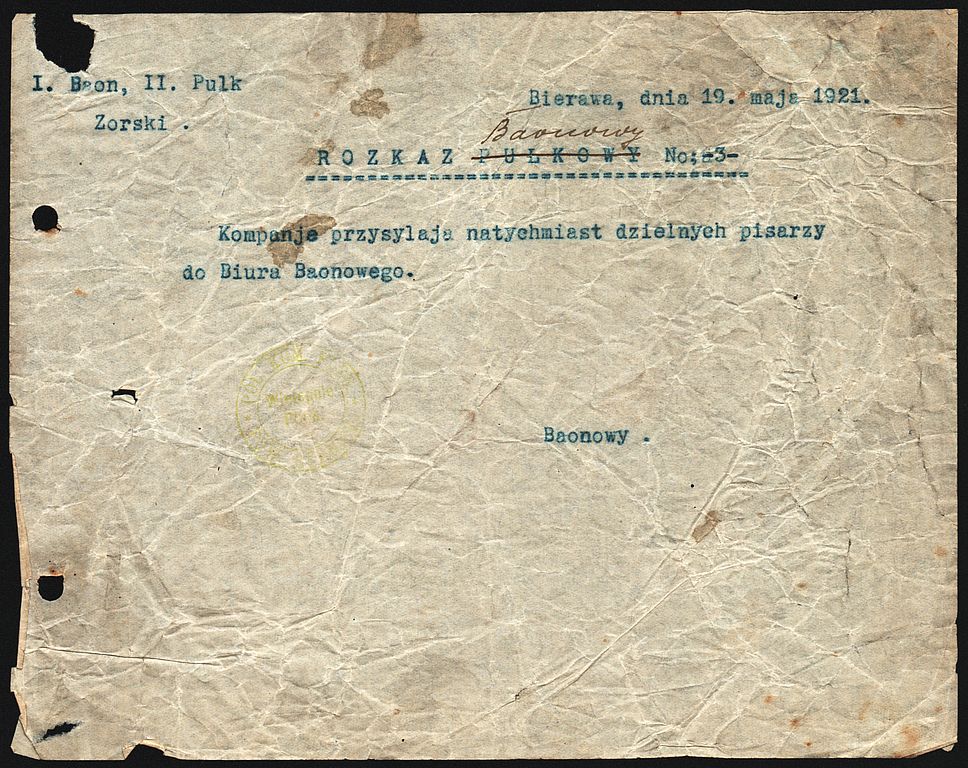 I. Baon, II. Pulk
Zorski .
Bierawa, dnia 19. maja 1921.
Baonowy
ROZKAZ PUŁKOWY No;-3-
Kompanje przysylaja natychmiast dzielnych pisarzy
do Biura Baonowego.
Baonowy .